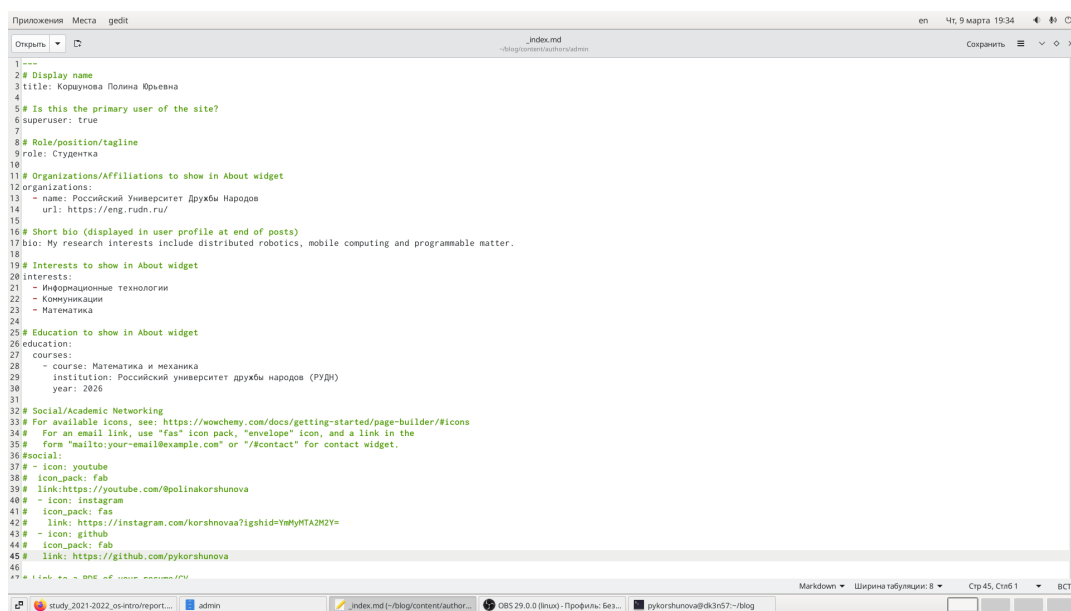 Приложения Места gedit en Чт, 9 марта 19:34
Открыть _index.md Сохранить
~/blog/content/authors/admin
1 ---
2 # Display name
3 title: Коршунова Полина Юрьевна
4
5 # Is this the primary user of the site?
6 superuser: true
7
8 # Role/position/tagline
9 role: Студентка
10
11 # Organizations/Affiliations to show in About widget
12 organizations:
13   - name: Российский Университет Дружбы Народов
14     url: https://eng.rudn.ru/
15
16 # Short bio (displayed in user profile at end of posts)
17 bio: My research interests include distributed robotics, mobile computing and programmable matter.
18
19 # Interests to show in About widget
20 interests:
21   - Информационные технологии
22   - Коммуникации
23   - Математика
24
25 # Education to show in About widget
26 education:
27   courses:
28     - course: Математика и механика
29       institution: Российский университет дружбы народов (РУДН)
30       year: 2026
31
32 # Social/Academic Networking
33 # For available icons, see: https://wowchemy.com/docs/getting-started/page-builder/#icons
34 #   For an email link, use "fas" icon pack, "envelope" icon, and a link in the
35 #   form "mailto:your-email@example.com" or "/#contact" for contact widget.
36 #social:
37 # - icon: youtube
38 #  icon_pack: fab
39 #  link:https://youtube.com/@polinakorshunova
40 #  - icon: instagram
41 #   icon_pack: fas
42 #    link: https://instagram.com/korshnovaa?igshid=YmMyMTA2M2Y=
43 #  - icon: github
44 #   icon_pack: fab
45 #   link: https://github.com/pykorshunova
46
47 # Link to a PDF of your resume/CV
Markdown Ширина табуляции: 8 Стр 45, Стлб 1 ВСТ
study_2021-2022_os-intro/report.... admin _index.md (~/blog/content/author... OBS 29.0.0 (linux) - Профиль: Без... pykorshunova@dk3n57:~/blog